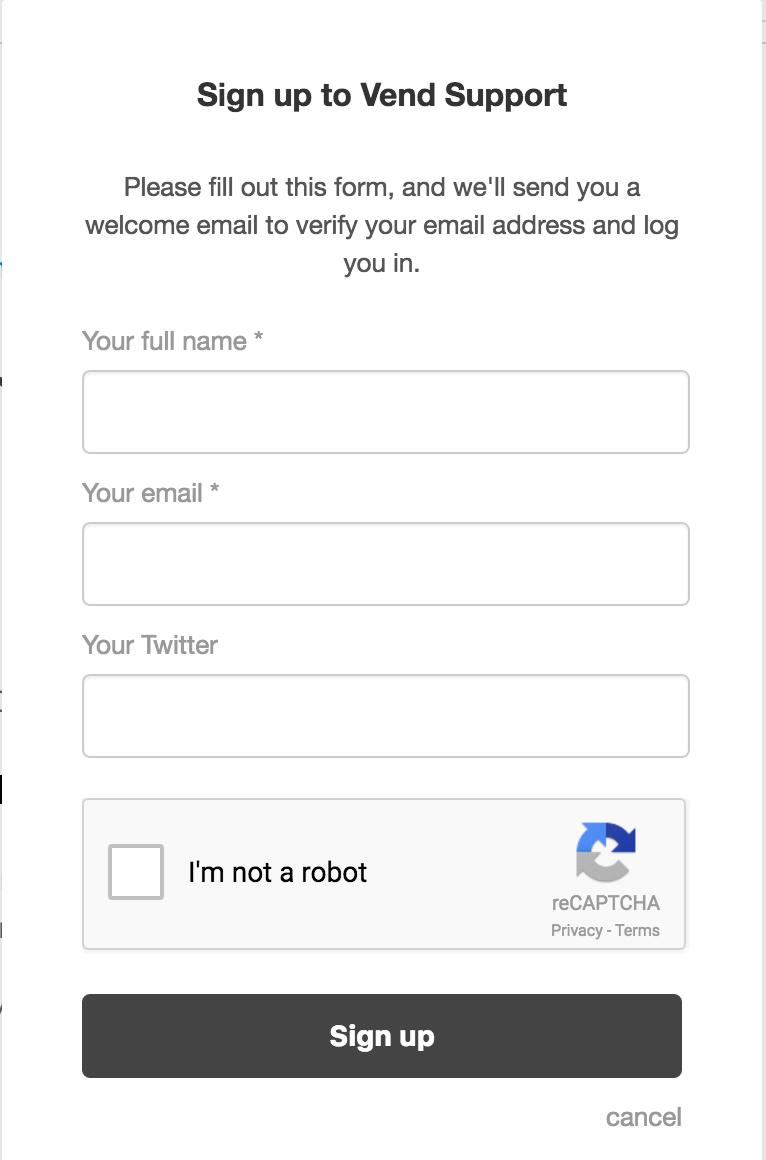 Sign up to Vend Support
Please fill out this form, and we'll send you a
welcome email to verify your email address and log
you in.
Your full name *
Your email *
Your Twitter
I'm not a robot
reCAPTCHA
Privacy - Terms
Sign up
cancel